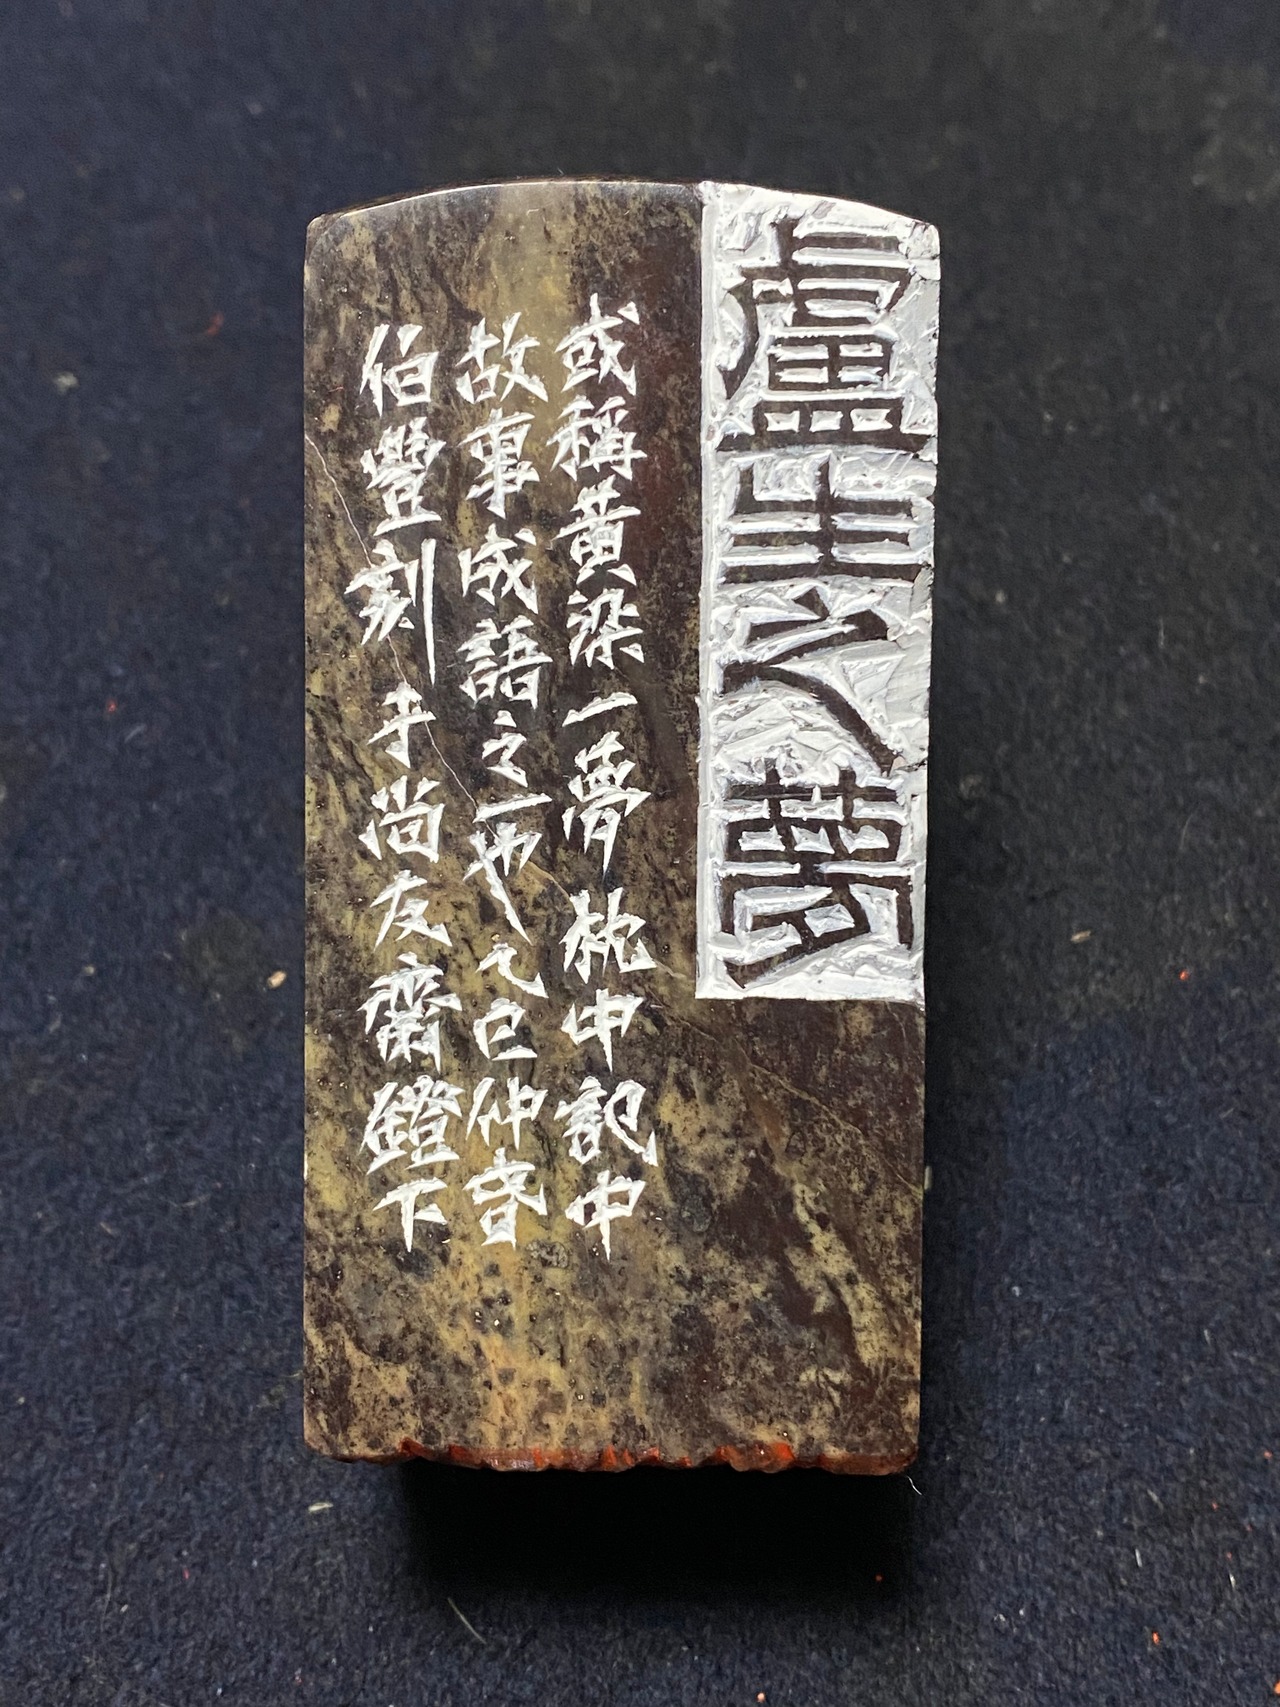 盧生之夢
或稱黃梁一夢枕中記中
故事成語之一也乙巳仲春
伯豐刻于尚友齋鐙下